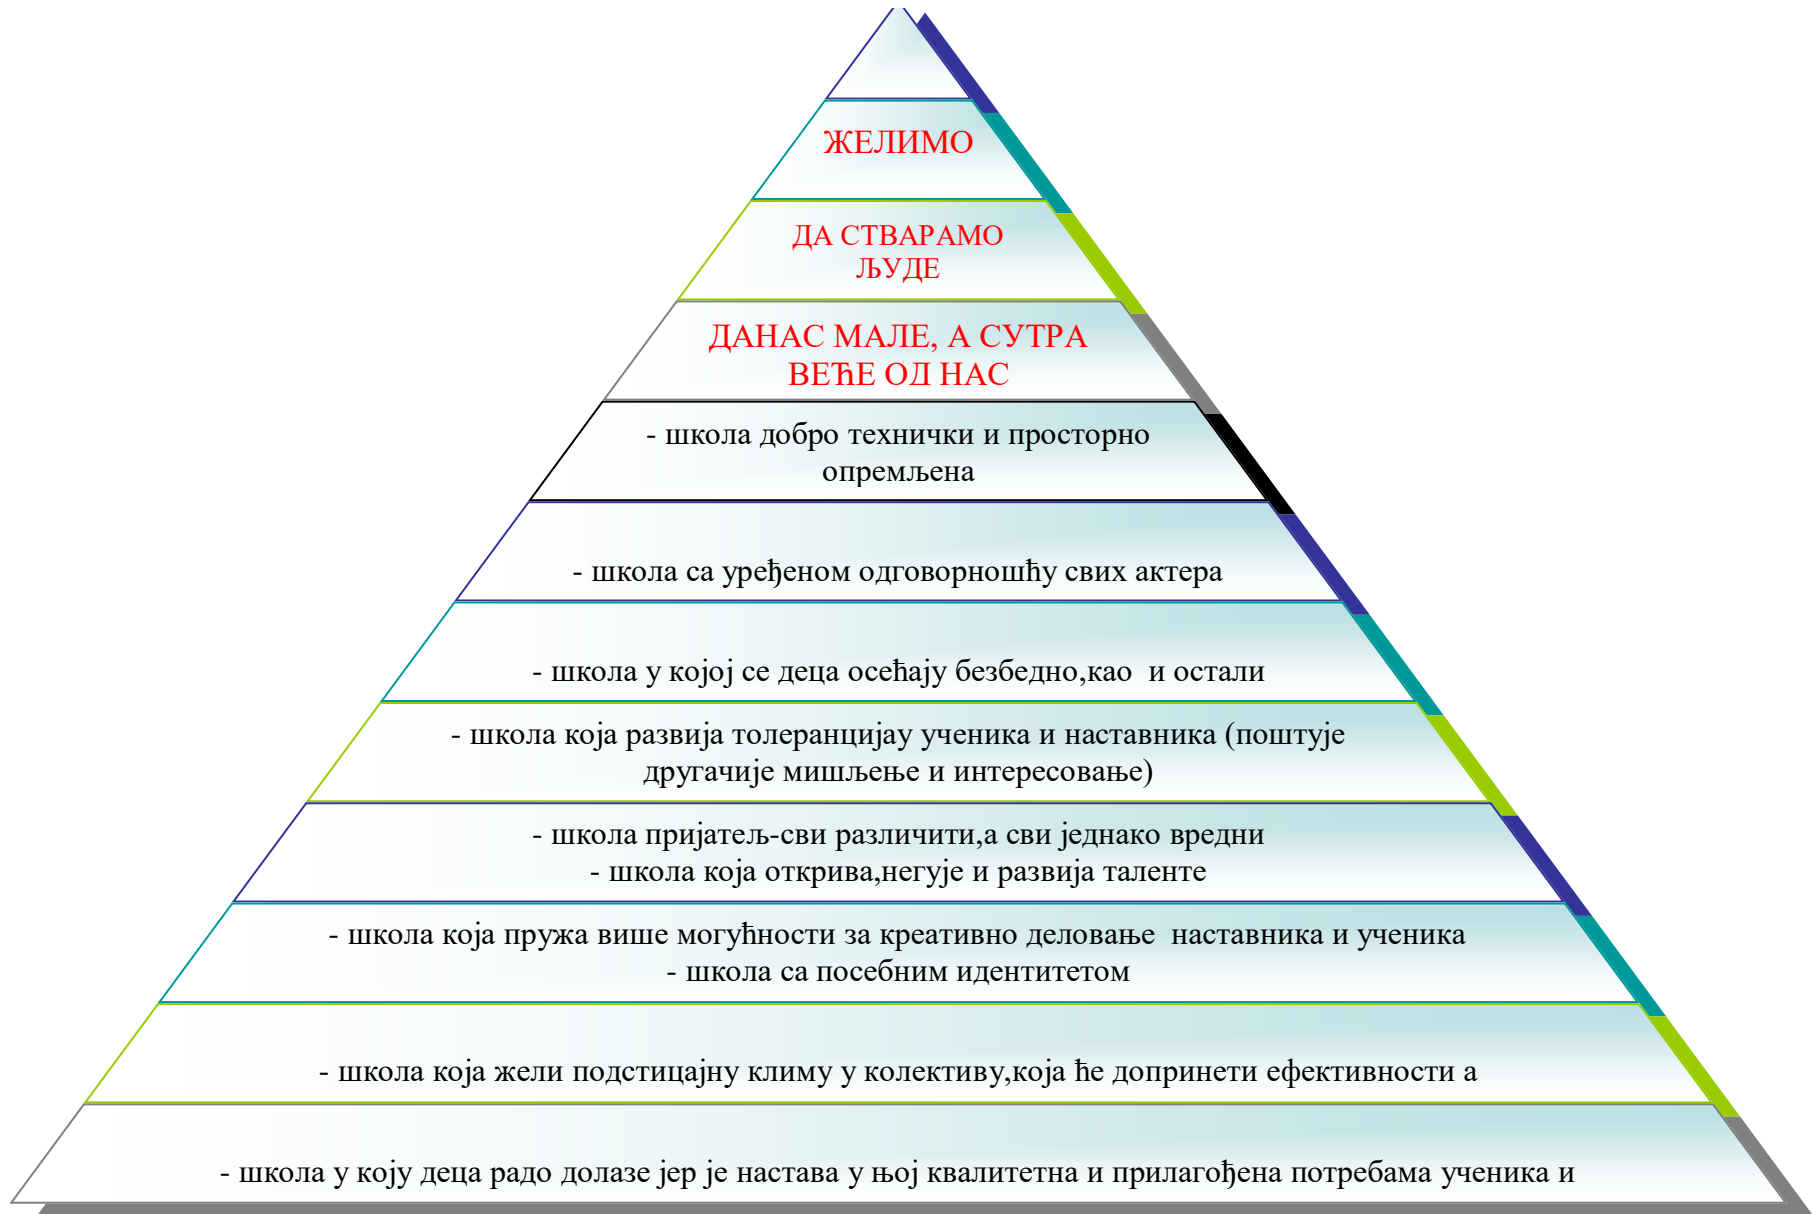 ЖЕЛИМО
ДА СТВАРАМО
ЉУДЕ
ДАНАС МАЛЕ, А СУТРА
ВЕЋЕ ОД НАС
- школа добро технички и просторно
опремљена
- школа са уређеном одговорношћу свих актера
- школа у којој се деца осећају безбедно,као  и остали
- школа која развија толеранцијау ученика и наставника (поштује
другачије мишљење и интересовање)
- школа пријатељ-сви различити,а сви једнако вредни
- школа која открива,негује и развија таленте
- школа која пружа више могућности за креативно деловање  наставника и ученика
- школа са посебним идентитетом
- школа која жели подстицајну климу у колективу,која ће допринети ефективности а
- школа у коју деца радо долазе јер је настава у њој квалитетна и прилагођена потребама ученика и